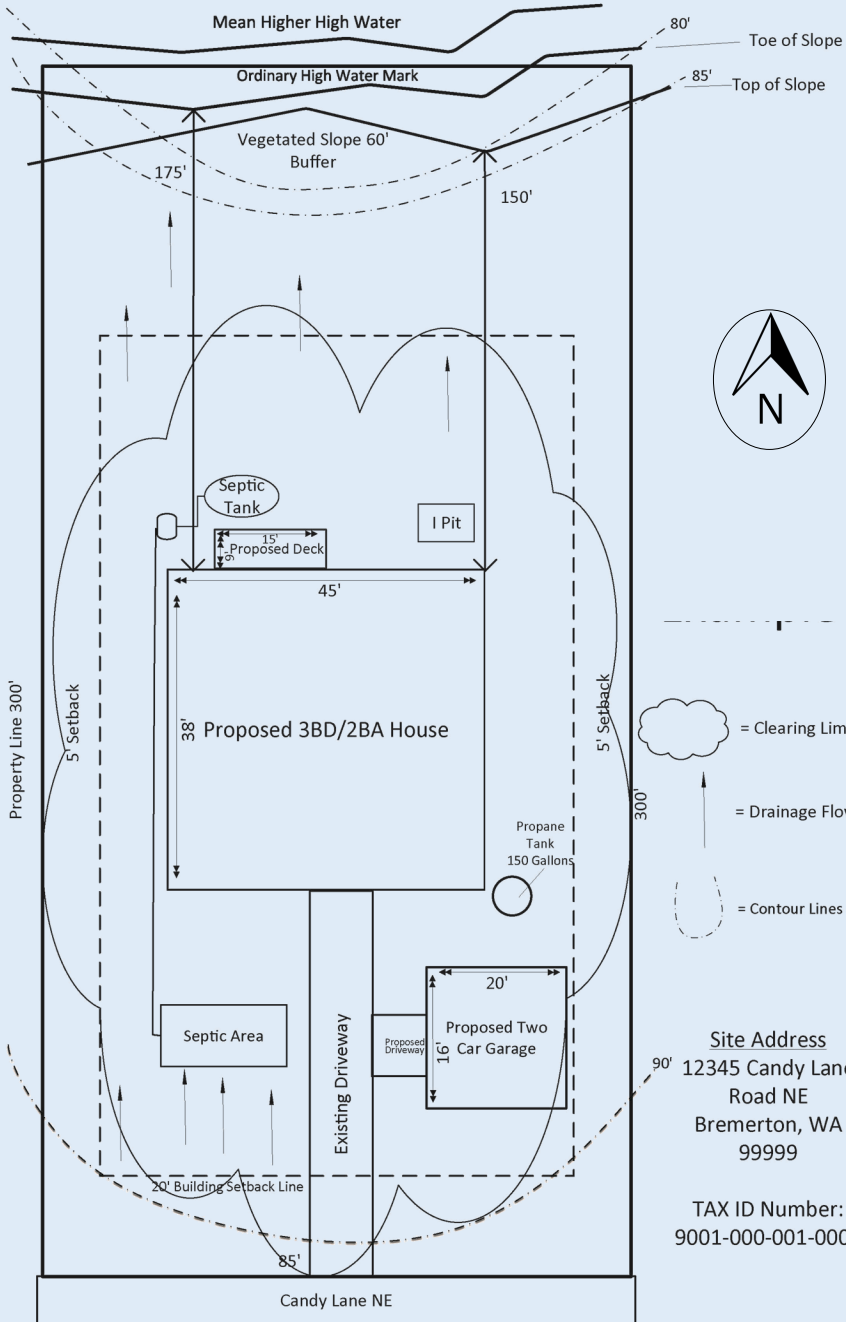 Mean Higher High Water
80'
Toe of Slope
Ordinary High Water Mark
85'
Top of Slope
Vegetated Slope 60'
Buffer
175'
150'
N
Septic
Tank
I Pit
15'
9'
Proposed Deck
45'
38'
Proposed 3BD/2BA House
Property Line 300'
5' Setback
5' Setback
300'
= Clearing Lim
= Drainage Flow
= Contour Lines
Propane
Tank
150 Gallons
20'
16'
Proposed Two
Car Garage
Proposed
Driveway
Existing Driveway
Septic Area
90'
Site Address
12345 Candy Lane
Road NE
Bremerton, WA
99999
TAX ID Number:
9001-000-001-000
20' Building Setback Line
85'
Candy Lane NE